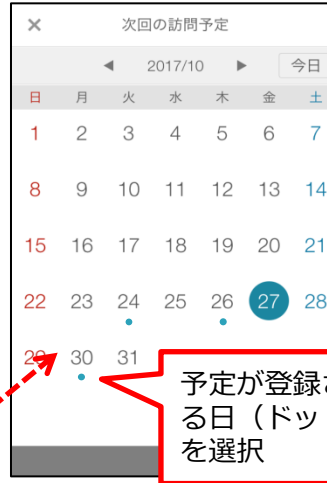 × 次回の訪問予定
◀ 2017/10 ▶ 今日
日 月 火 水 木 金 土
1 2 3 4 5 6 7
8 9 10 11 12 13 14
15 16 17 18 19 20 21
22 23 24 25 26 27 28
29 30 31
予定が登録
る日（ドッ
を選択